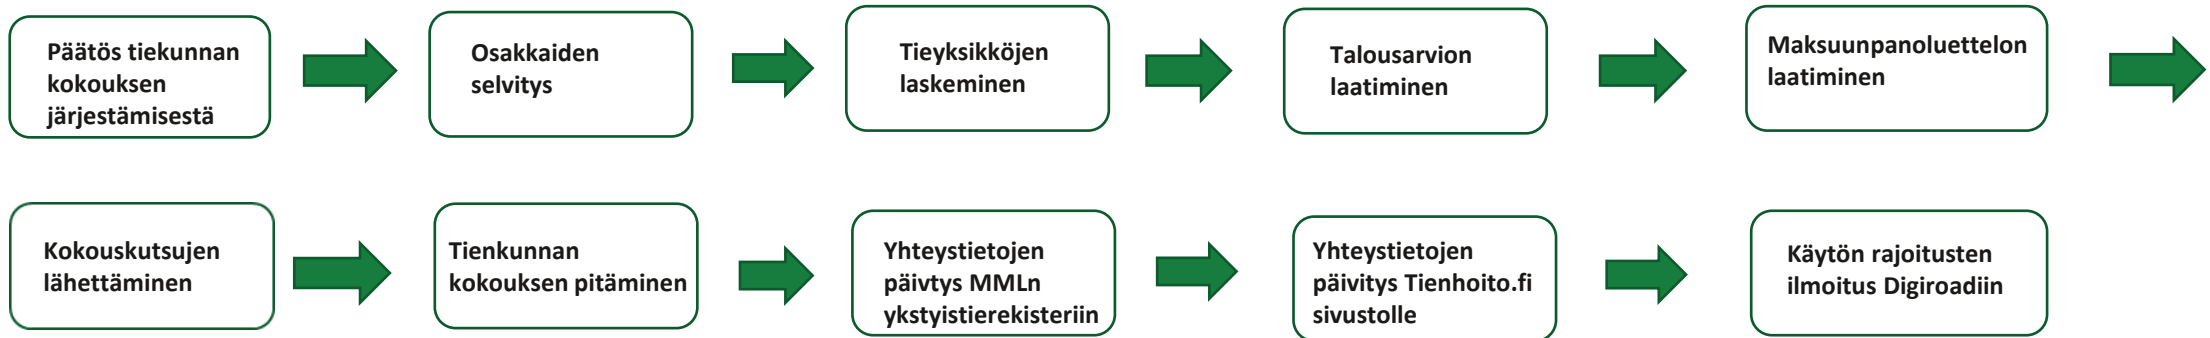 Päätös tiekunnan
kokouksen
järjestämisestä
Osakkaiden
selvitys
Tieyksikköjen
laskeminen
Talousarvion
laatiminen
Maksuunpanoluettelon
laatiminen
Kokouskutsujen
lähettäminen
Tienkunnan
kokouksen pitäminen
Yhteystietojen
päivtys MMLn
ykstyistierekisteriin
Yhteystietojen
päivitys Tienhoito.fi
sivustolle
Käytön rajoitusten
ilmoitus Digiroadiin